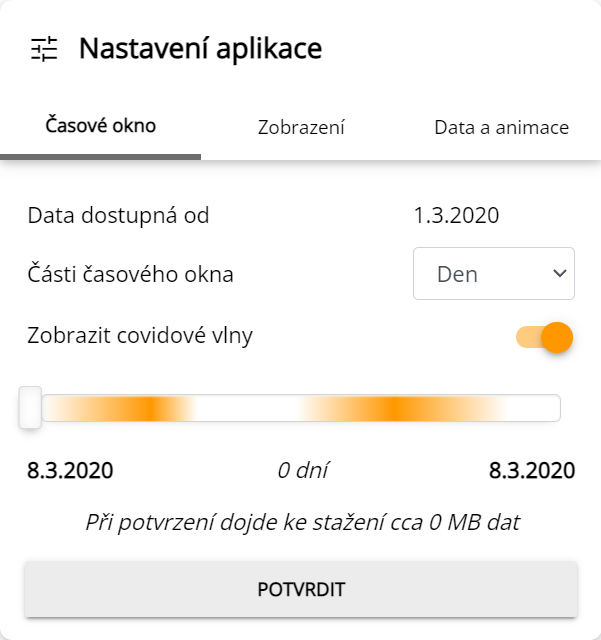 Nastavení aplikace
Časové okno Zobrazení Data a animace
Data dostupná od 1.3.2020
Části časového okna Den
Zobrazit covidové vlny
8.3.2020 0 dní 8.3.2020
Při potvrzení dojde ke stažení cca 0 MB dat
POTVRDIT